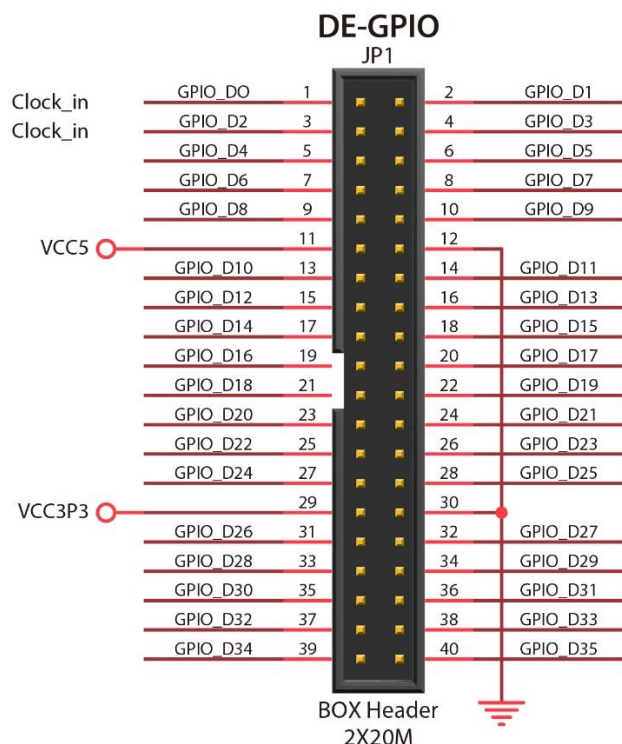 DE-GPIO
JP1
Clock_in GPIO_D0 1 2 GPIO_D1
Clock_in GPIO_D2 3 4 GPIO_D3
GPIO_D4 5 6 GPIO_D5
GPIO_D6 7 8 GPIO_D7
GPIO_D8 9 10 GPIO_D9
VCC5 11 12
GPIO_D10 13 14 GPIO_D11
GPIO_D12 15 16 GPIO_D13
GPIO_D14 17 18 GPIO_D15
GPIO_D16 19 20 GPIO_D17
GPIO_D18 21 22 GPIO_D19
GPIO_D20 23 24 GPIO_D21
GPIO_D22 25 26 GPIO_D23
GPIO_D24 27 28 GPIO_D25
VCC3P3 29 30
GPIO_D26 31 32 GPIO_D27
GPIO_D28 33 34 GPIO_D29
GPIO_D30 35 36 GPIO_D31
GPIO_D32 37 38 GPIO_D33
GPIO_D34 39 40 GPIO_D35
BOX Header
2X20M